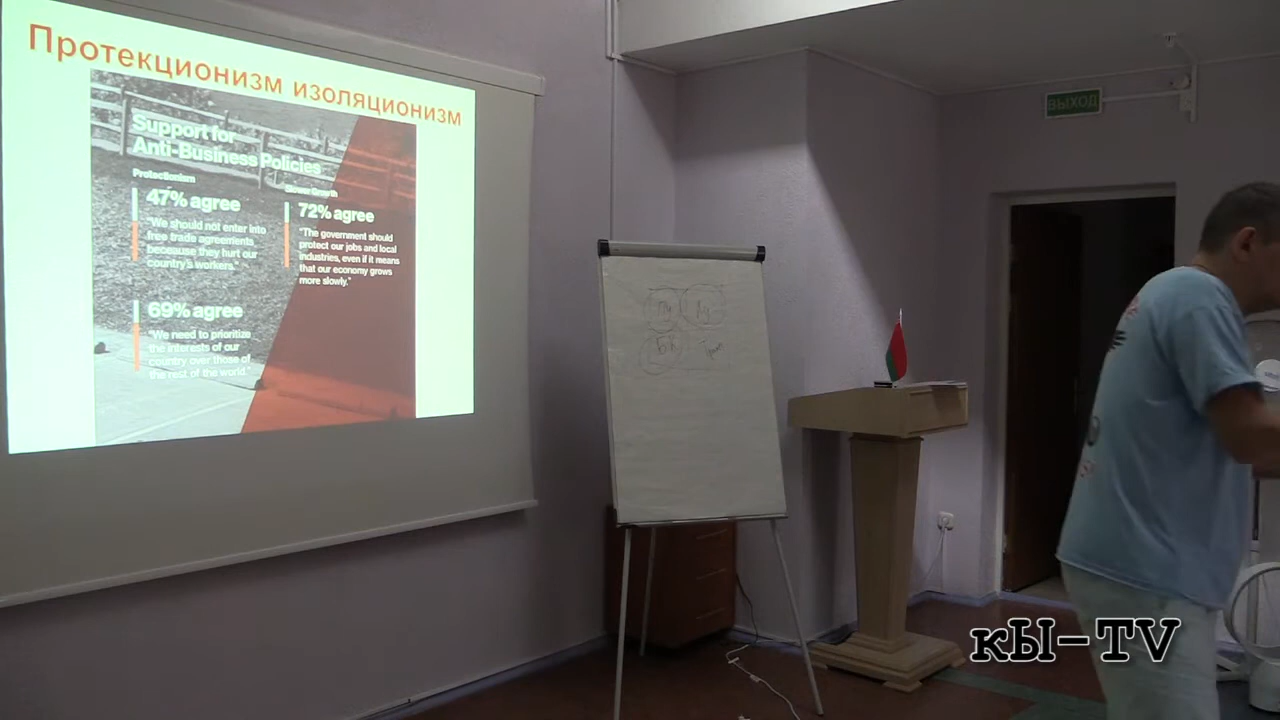 Протекционизм изоляционизм
Support for
Anti-Business Policies
Protectionism
47% agree
"We should not enter into
free trade agreements
because they hurt our
country's workers."
69% agree
"We need to prioritize
the interests of our
country over those of
the rest of the world."
Slower Growth
72% agree
"The government should
protect our jobs and local
industries, even if it means
that our economy grows
more slowly."
ВЫХОД
кЫ-TV